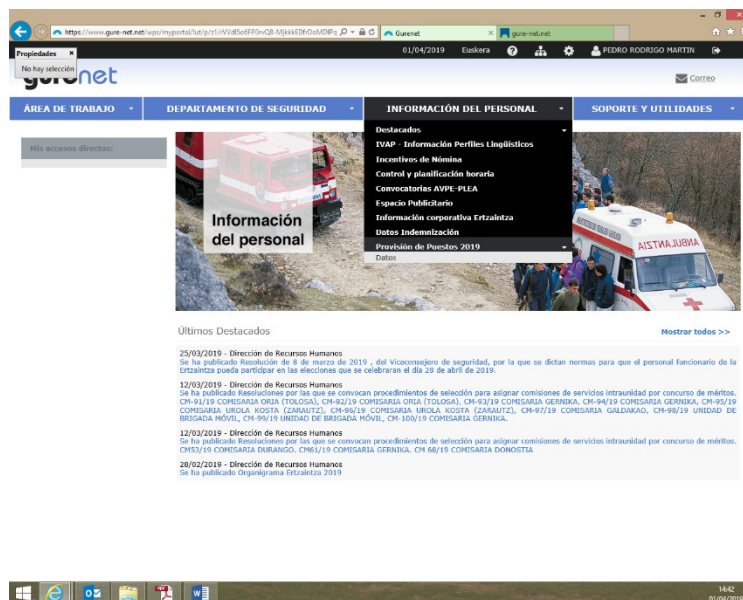 https://www.gure-net.net/wps/myportal/!ut/p/z1/
Gurenet
gure-net.net
Propiedades
No hay selección
01/04/2019 Euskera PEDRO RODRIGO MARTIN
gurenet
Correo
ÁREA DE TRABAJO DEPARTAMENTO DE SEGURIDAD INFORMACIÓN DEL PERSONAL SOPORTE Y UTILIDADES
Mis accesos directos:
Destacados
IVAP - Información Perfiles Lingüisticos
Incentivos de Nómina
Control y planificación horaria
Convocatorias AVPE-PLEA
Espacio Publicitario
Información corporativa Ertzaintza
Datos Indemnización
Provisión de Puestos 2019
Datos
Información
del personal
AMBULANTZIA
Últimos Destacados
Mostrar todos >>
25/03/2019 - Dirección de Recursos Humanos
Se ha publicado Resolución de 8 de marzo de 2019 , del Viceconsejero de seguridad, por la que se dictan normas para que el personal funcionario de la
Ertzaintza pueda participar en las elecciones que se celebraran el día 28 de abril de 2019.
12/03/2019 - Dirección de Recursos Humanos
Se ha publicado Resoluciones por las que se convocan procedimientos de selección para asignar comisiones de servicios intraunidad por concurso de méritos.
CM-91/19 COMISARIA ORIA (TOLOSA), CM-92/19 COMISARIA ORIA (TOLOSA), CM-93/19 COMISARIA GERNIKA, CM-94/19 COMISARIA GERNIKA, CM-95/19
COMISARIA UROLA KOSTA (ZARAUTZ), CM-96/19 COMISARIA UROLA KOSTA (ZARAUTZ), CM-97/19 COMISARIA GALDAKAO, CM-98/19 UNIDAD DE
BRIGADA MÓVIL, CM-99/19 UNIDAD DE BRIGADA MÓVIL, CM-100/19 COMISARIA GERNIKA.
12/03/2019 - Dirección de Recursos Humanos
Se ha publicado Resoluciones por las que se convocan procedimientos de selección para asignar comisiones de servicios intraunidad por concurso de méritos.
CM53/19 COMISARIA DURANGO. CM61/19 COMISARIA GERNIKA. CM 68/19 COMISARIA DONOSTIA
28/02/2019 - Dirección de Recursos Humanos
Se ha publicado Organigrama Ertzaintza 2019
14:42
01/04/2019